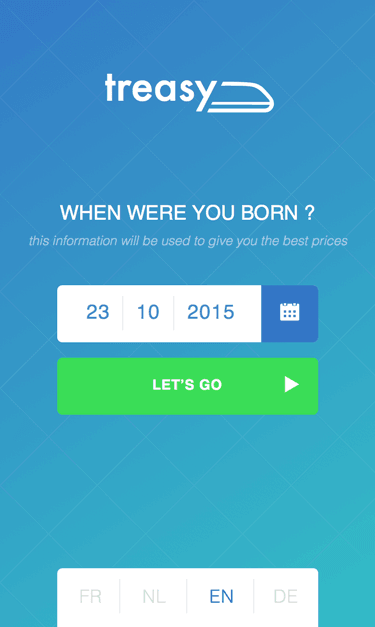 treasy
WHEN WERE YOU BORN ?
this information will be used to give you the best prices
23 10 2015
LET'S GO
FR NL EN DE